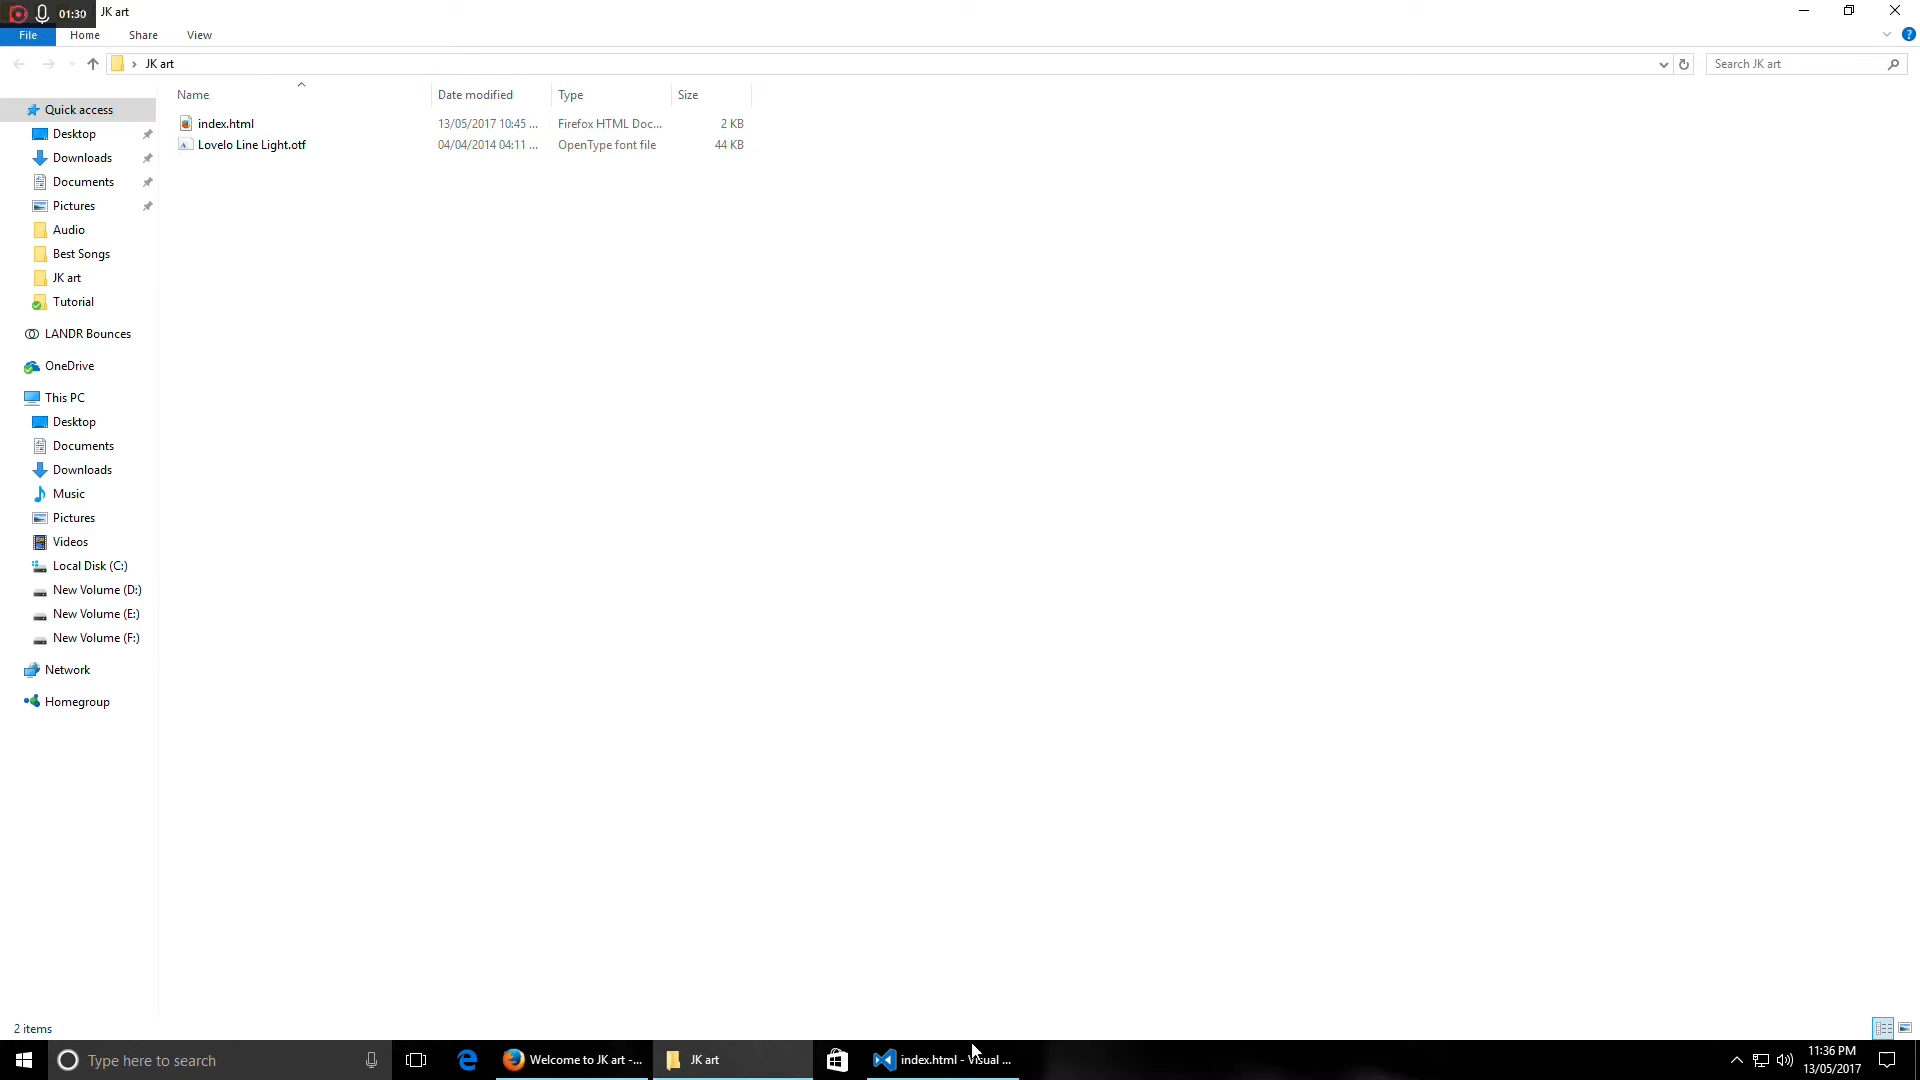 01:30 JK art
File Home Share View
JK art
Search JK art
Name Date modified Type Size
index.html 13/05/2017 10:45 ... Firefox HTML Doc... 2 KB
Lovelo Line Light.otf 04/04/2014 04:11 ... OpenType font file 44 KB
Quick access
Desktop
Downloads
Documents
Pictures
Audio
Best Songs
JK art
Tutorial
LANDR Bounces
OneDrive
This PC
Desktop
Documents
Downloads
Music
Pictures
Videos
Local Disk (C:)
New Volume (D:)
New Volume (E:)
New Volume (F:)
Network
Homegroup
2 items
Type here to search
Welcome to JK art -...
JK art
index.html - Visual ...
11:36 PM
13/05/2017